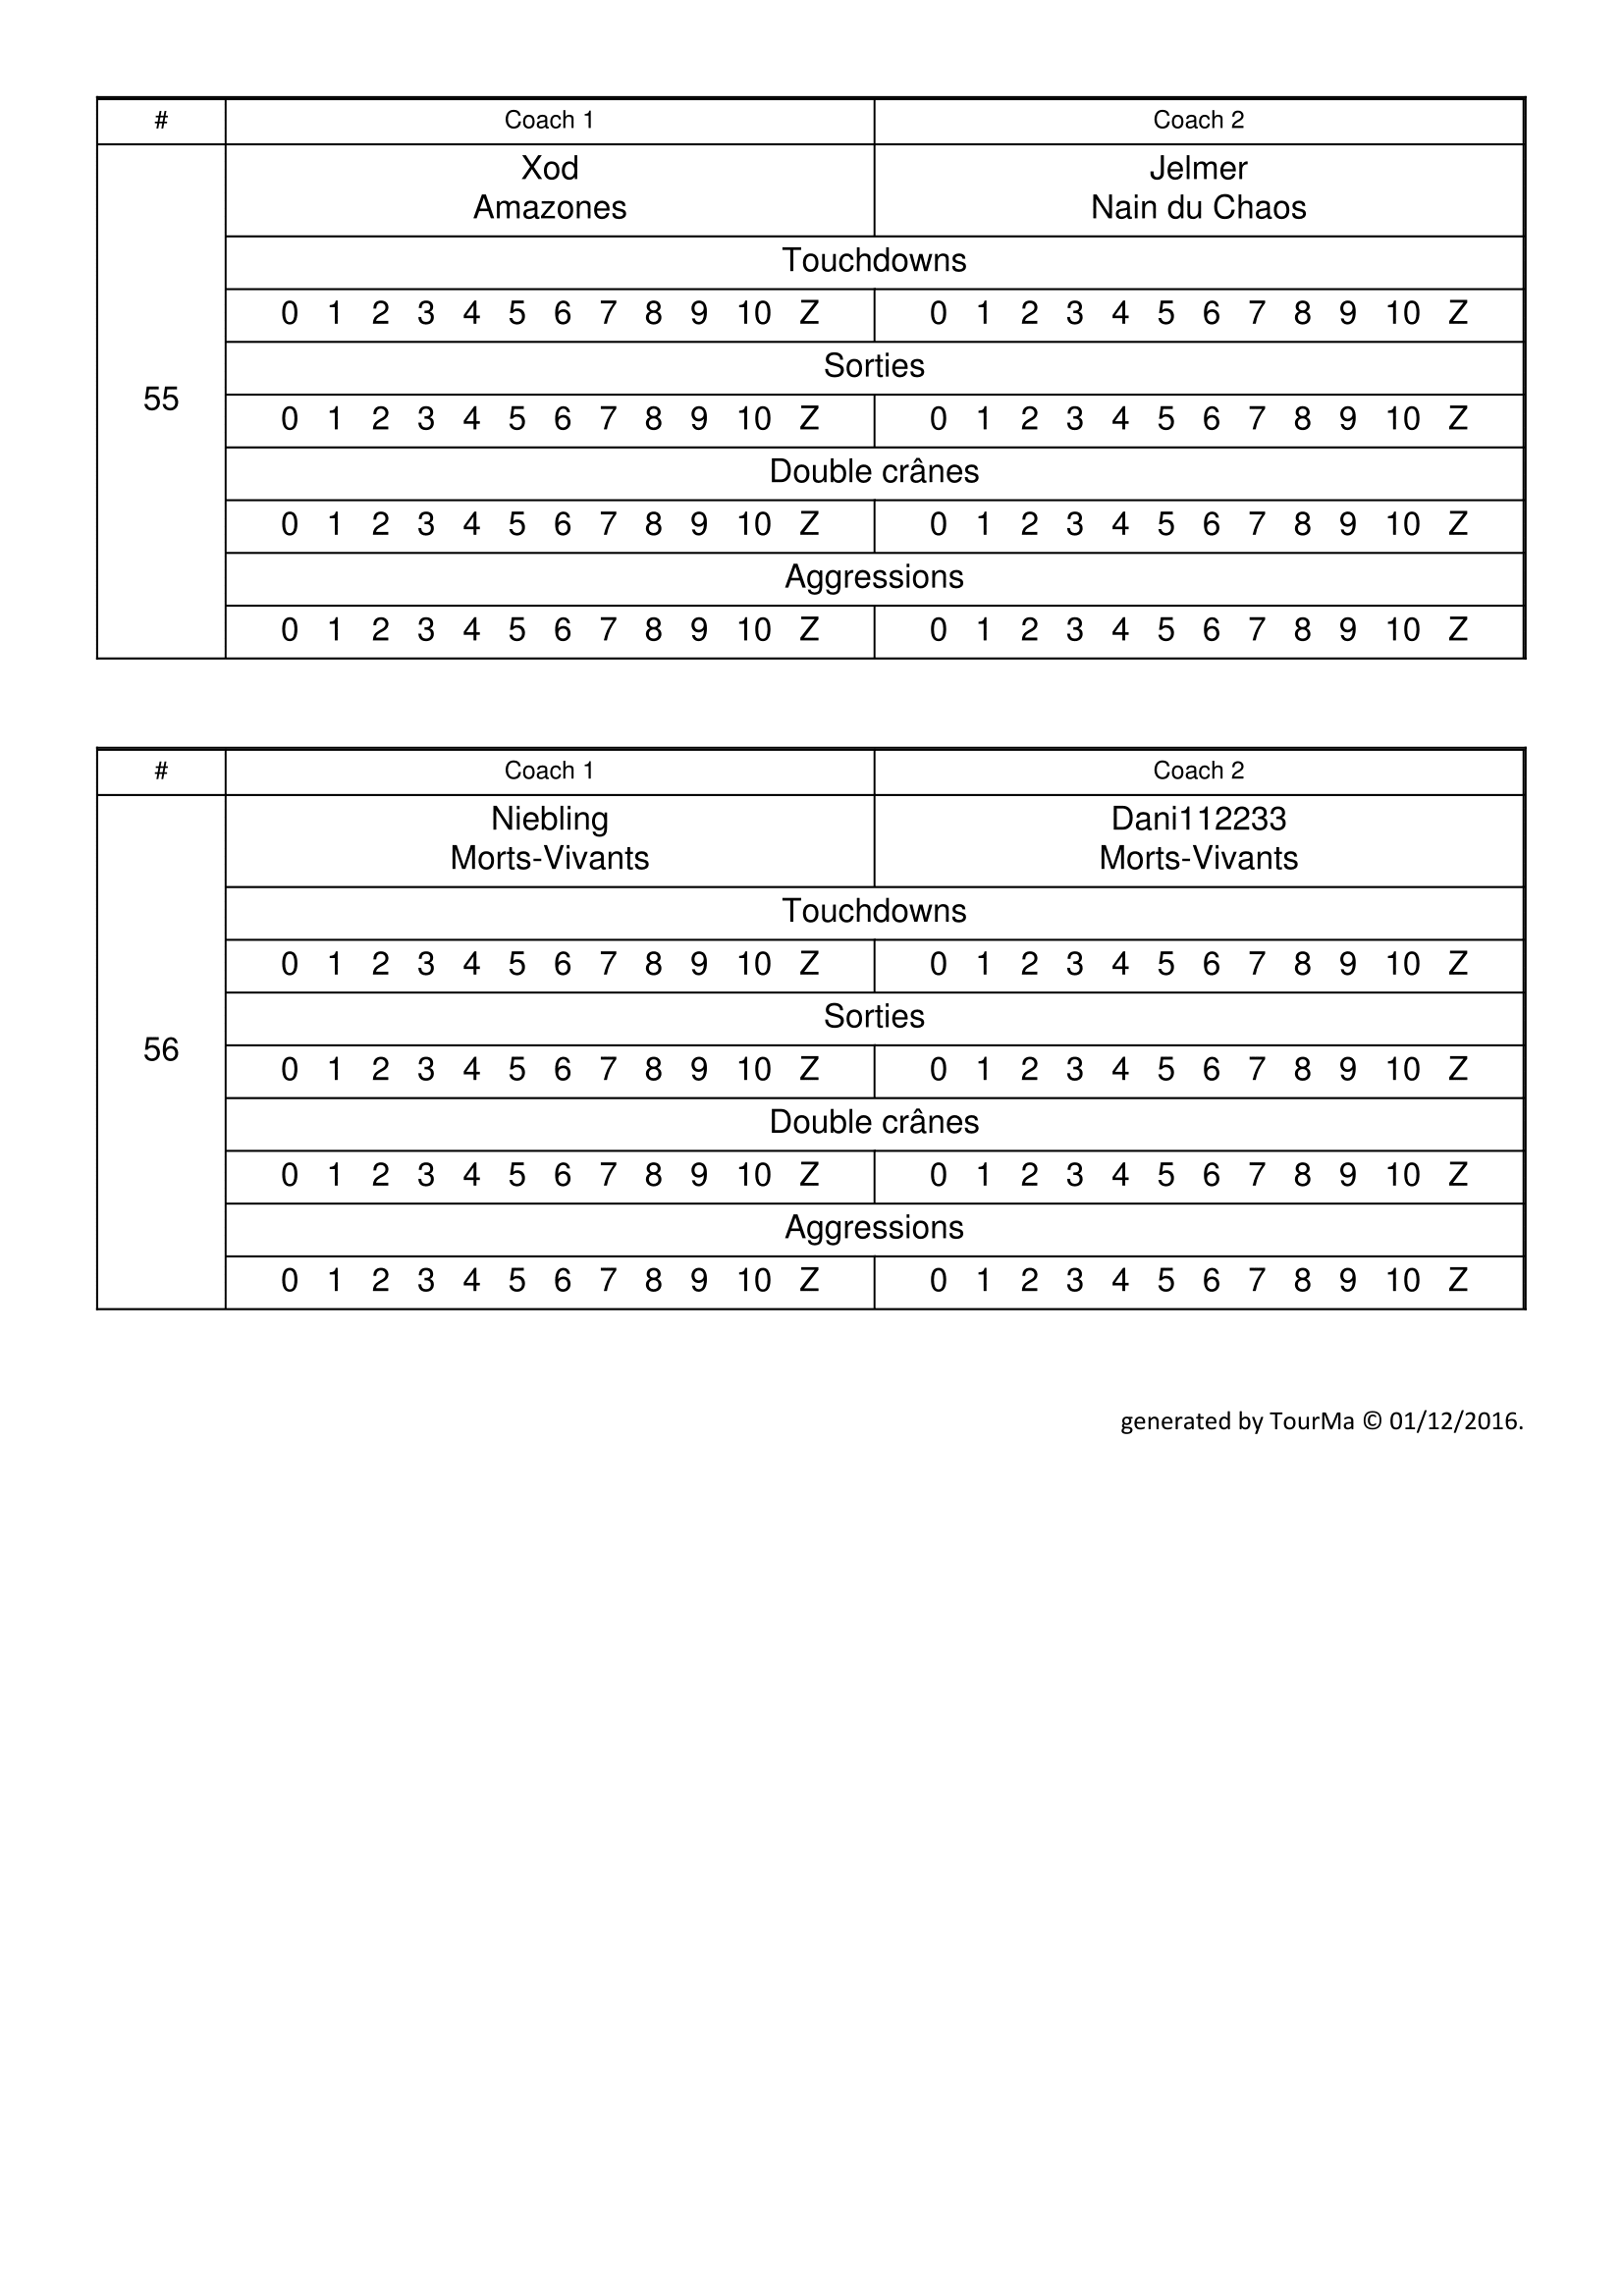 # Coach 1 Coach 2
Xod Jelmer
Amazones Nain du Chaos
Touchdowns
0 1 2 3 4 5 6 7 8 9 10 Z 0 1 2 3 4 5 6 7 8 9 10 Z
Sorties
55
0 1 2 3 4 5 6 7 8 9 10 Z 0 1 2 3 4 5 6 7 8 9 10 Z
Double crânes
0 1 2 3 4 5 6 7 8 9 10 Z 0 1 2 3 4 5 6 7 8 9 10 Z
Aggressions
0 1 2 3 4 5 6 7 8 9 10 Z 0 1 2 3 4 5 6 7 8 9 10 Z
# Coach 1 Coach 2
Niebling Dani112233
Morts-Vivants Morts-Vivants
Touchdowns
0 1 2 3 4 5 6 7 8 9 10 Z 0 1 2 3 4 5 6 7 8 9 10 Z
Sorties
56
0 1 2 3 4 5 6 7 8 9 10 Z 0 1 2 3 4 5 6 7 8 9 10 Z
Double crânes
0 1 2 3 4 5 6 7 8 9 10 Z 0 1 2 3 4 5 6 7 8 9 10 Z
Aggressions
0 1 2 3 4 5 6 7 8 9 10 Z 0 1 2 3 4 5 6 7 8 9 10 Z
generated by TourMa © 01/12/2016.